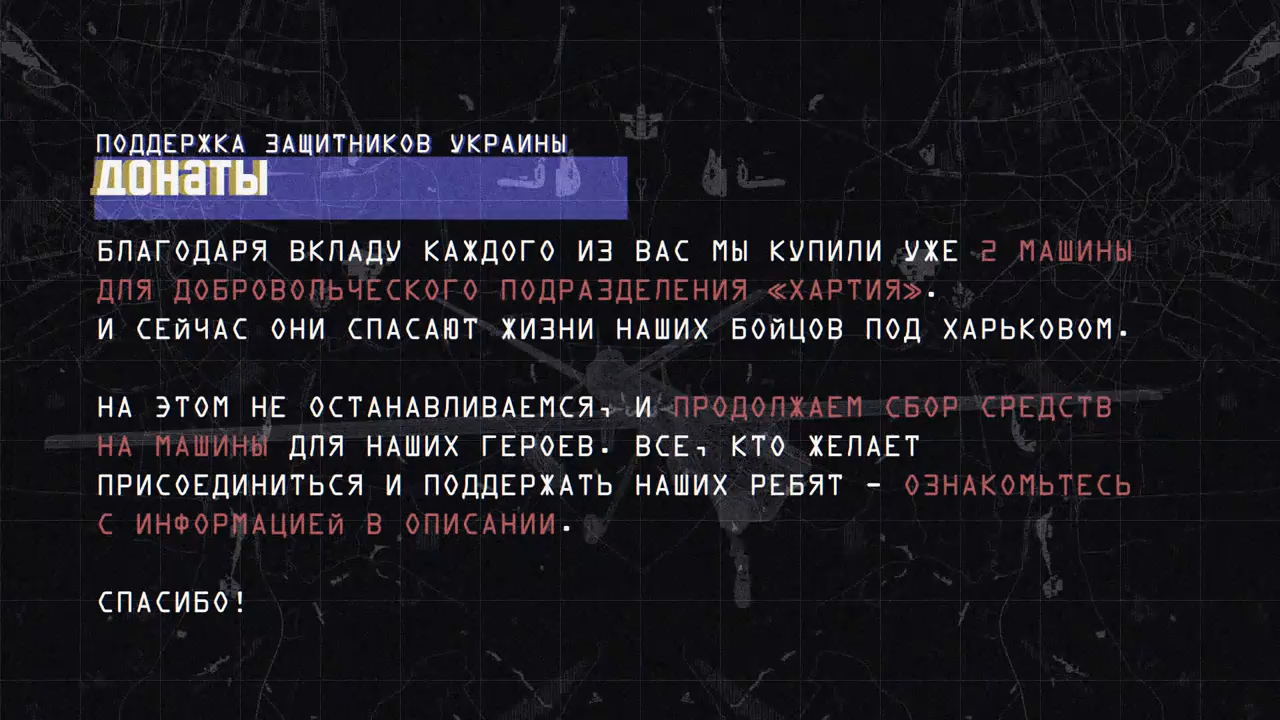 ПОДДЕРЖКА ЗАЩИТНИКОВ УКРАИНЫ
ДОНаТЫ
БЛАГОДАРЯ ВКЛАДУ КАЖДОГО ИЗ ВАС МЫ КУПИЛИ УЖЕ 2 МАШИНЫ
ДЛЯ ДОБРОВОЛЬЧЕСКОГО ПОДРАЗДЕЛЕНИЯ «ХАРТИЯ».
И СЕЙЧАС ОНИ СПАСАЮТ ЖИЗНИ НАШИХ БОЙЦОВ ПОД ХАРЬКОВОМ.
НА ЭТОМ НЕ ОСТАНАВЛИВАЕМСЯ, И ПРОДОЛЖАЕМ СБОР СРЕДСТВ
НА МАШИНЫ ДЛЯ НАШИХ ГЕРОЕВ. ВСЕ, КТО ЖЕЛАЕТ
ПРИСОЕДИНИТЬСЯ И ПОДДЕРЖАТЬ НАШИХ РЕБЯТ - ОЗНАКОМЬТЕСЬ
С ИНФОРМАЦИЕЙ В ОПИСАНИИ.
СПАСИБО!